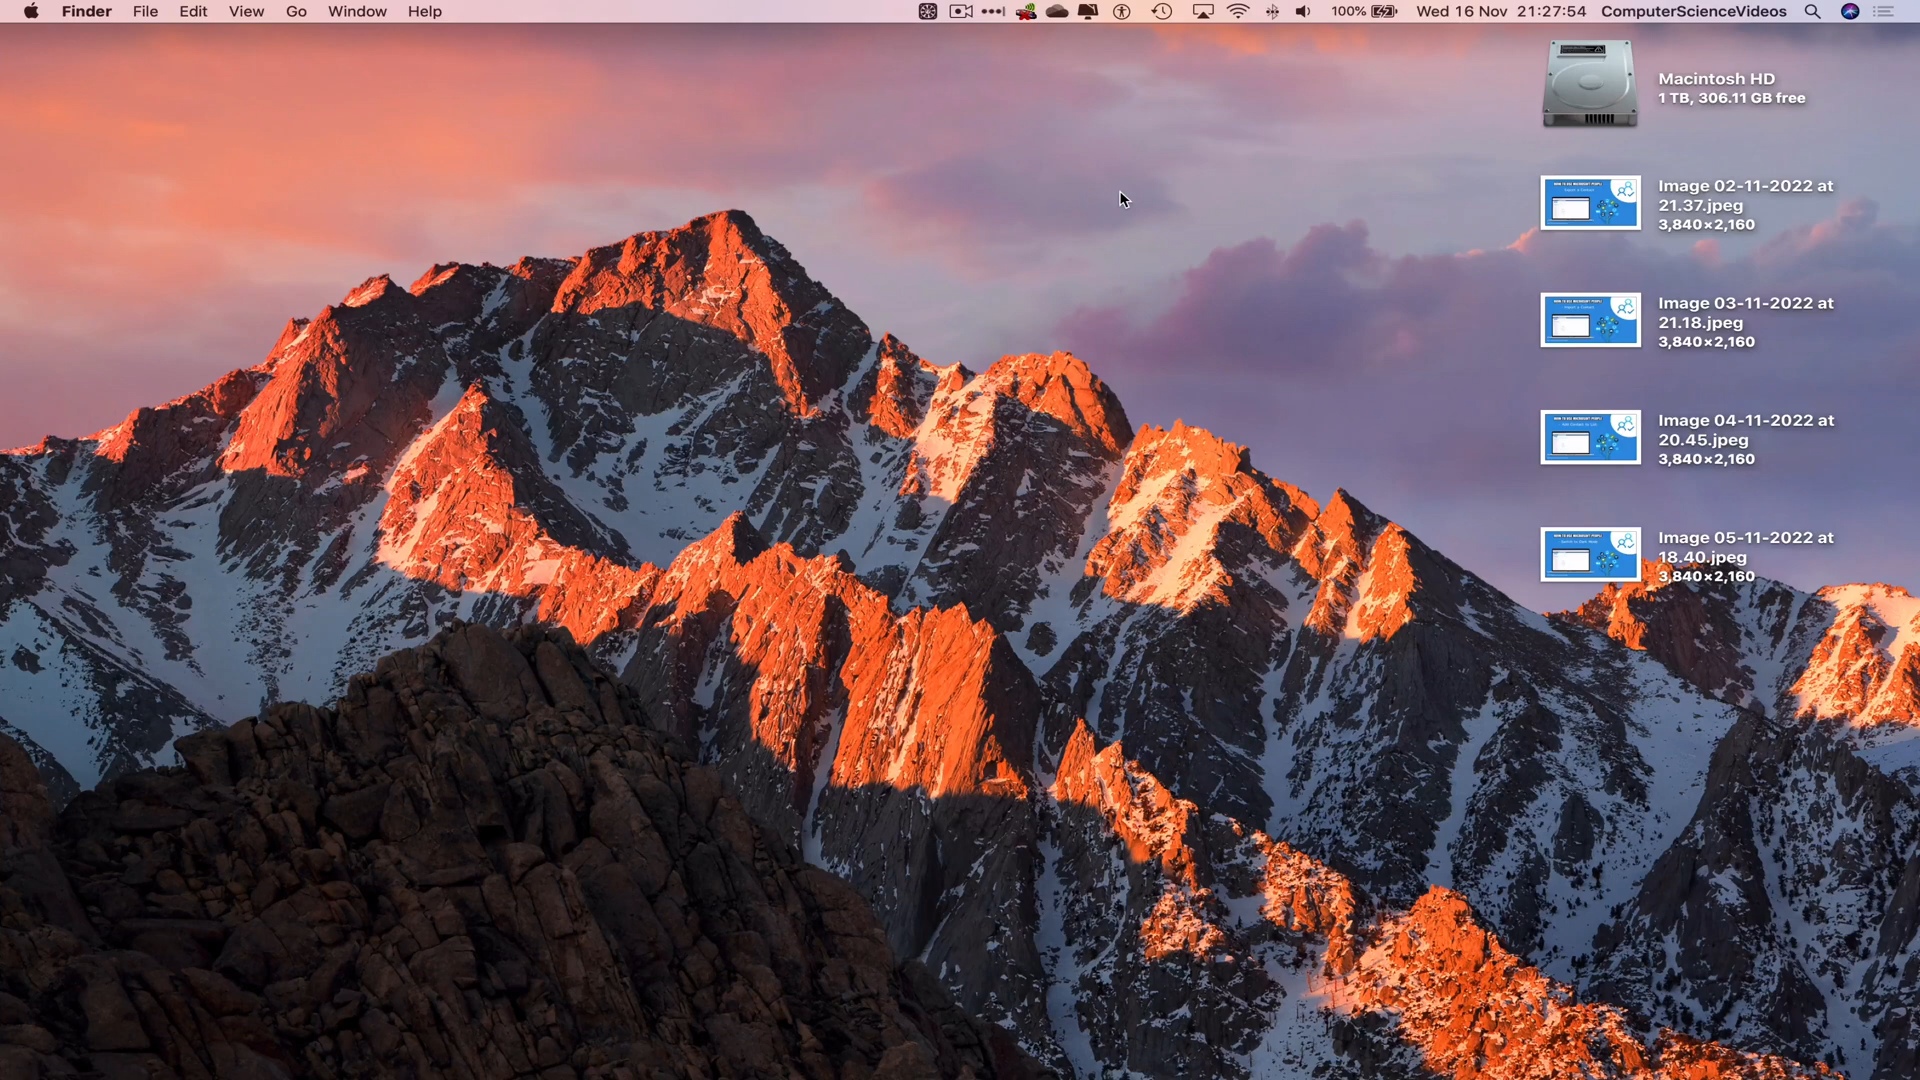 Finder File Edit View Go Window Help 100% Wed 16 Nov 21:27:54 ComputerScienceVideos
Macintosh HD
1 TB, 306.11 GB free
Image 02-11-2022 at
21.37.jpeg
3,840×2,160
Image 03-11-2022 at
21.18.jpeg
3,840×2,160
Image 04-11-2022 at
20.45.jpeg
3,840×2,160
Image 05-11-2022 at
18.40.jpeg
3,840×2,160